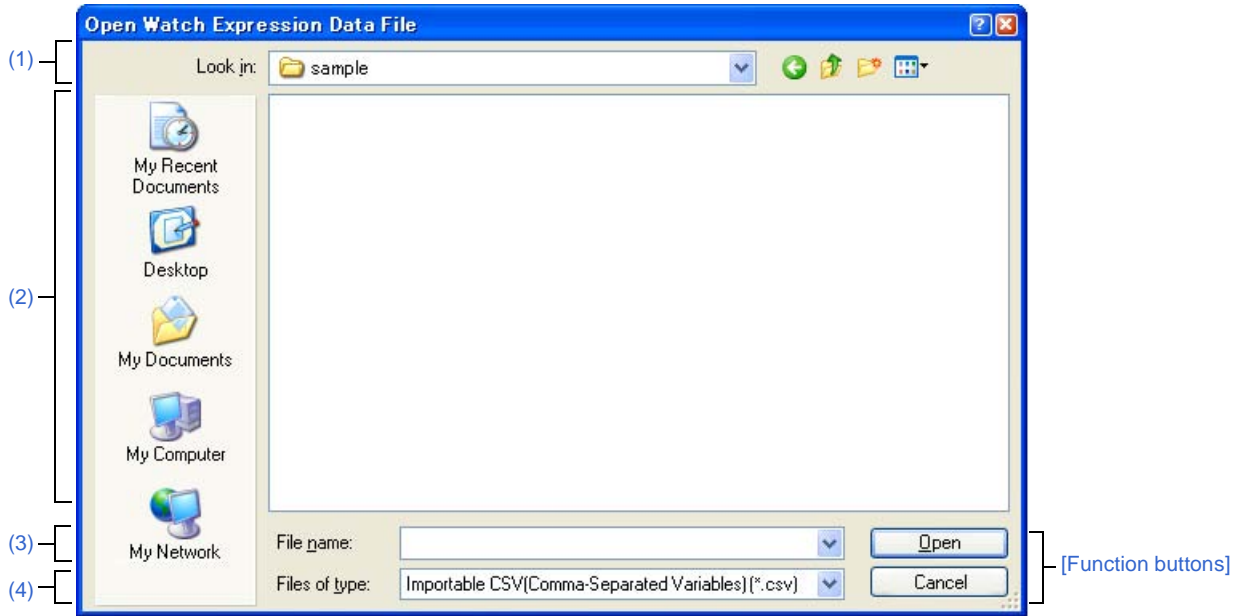 Open Watch Expression Data File
(1)
Look in:
sample
(2)
My Recent
Documents
Desktop
My Documents
My Computer
My Network
(3)
File name:
Open
(4)
Files of type:
Importable CSV(Comma-Separated Variables)(*.csv)
Cancel
[Function buttons]